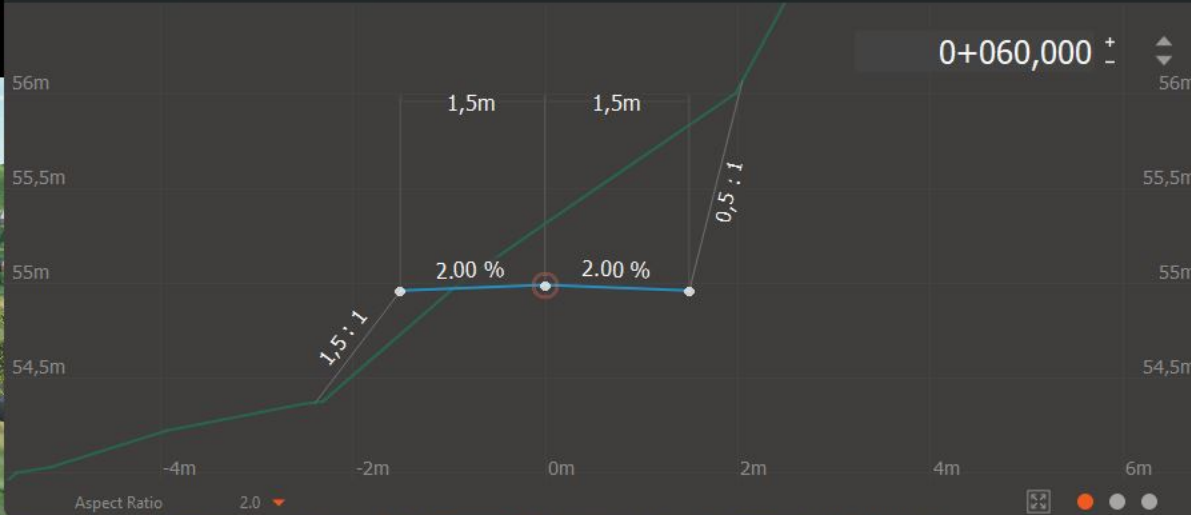 0+060,000 + −
56m 56m
1,5m 1,5m
55,5m 0,5 : 1 55,5m
55m 2.00 % 2.00 % 55m
1,5 : 1
54,5m 54,5m
-4m -2m 0m 2m 4m 6m
Aspect Ratio 2.0